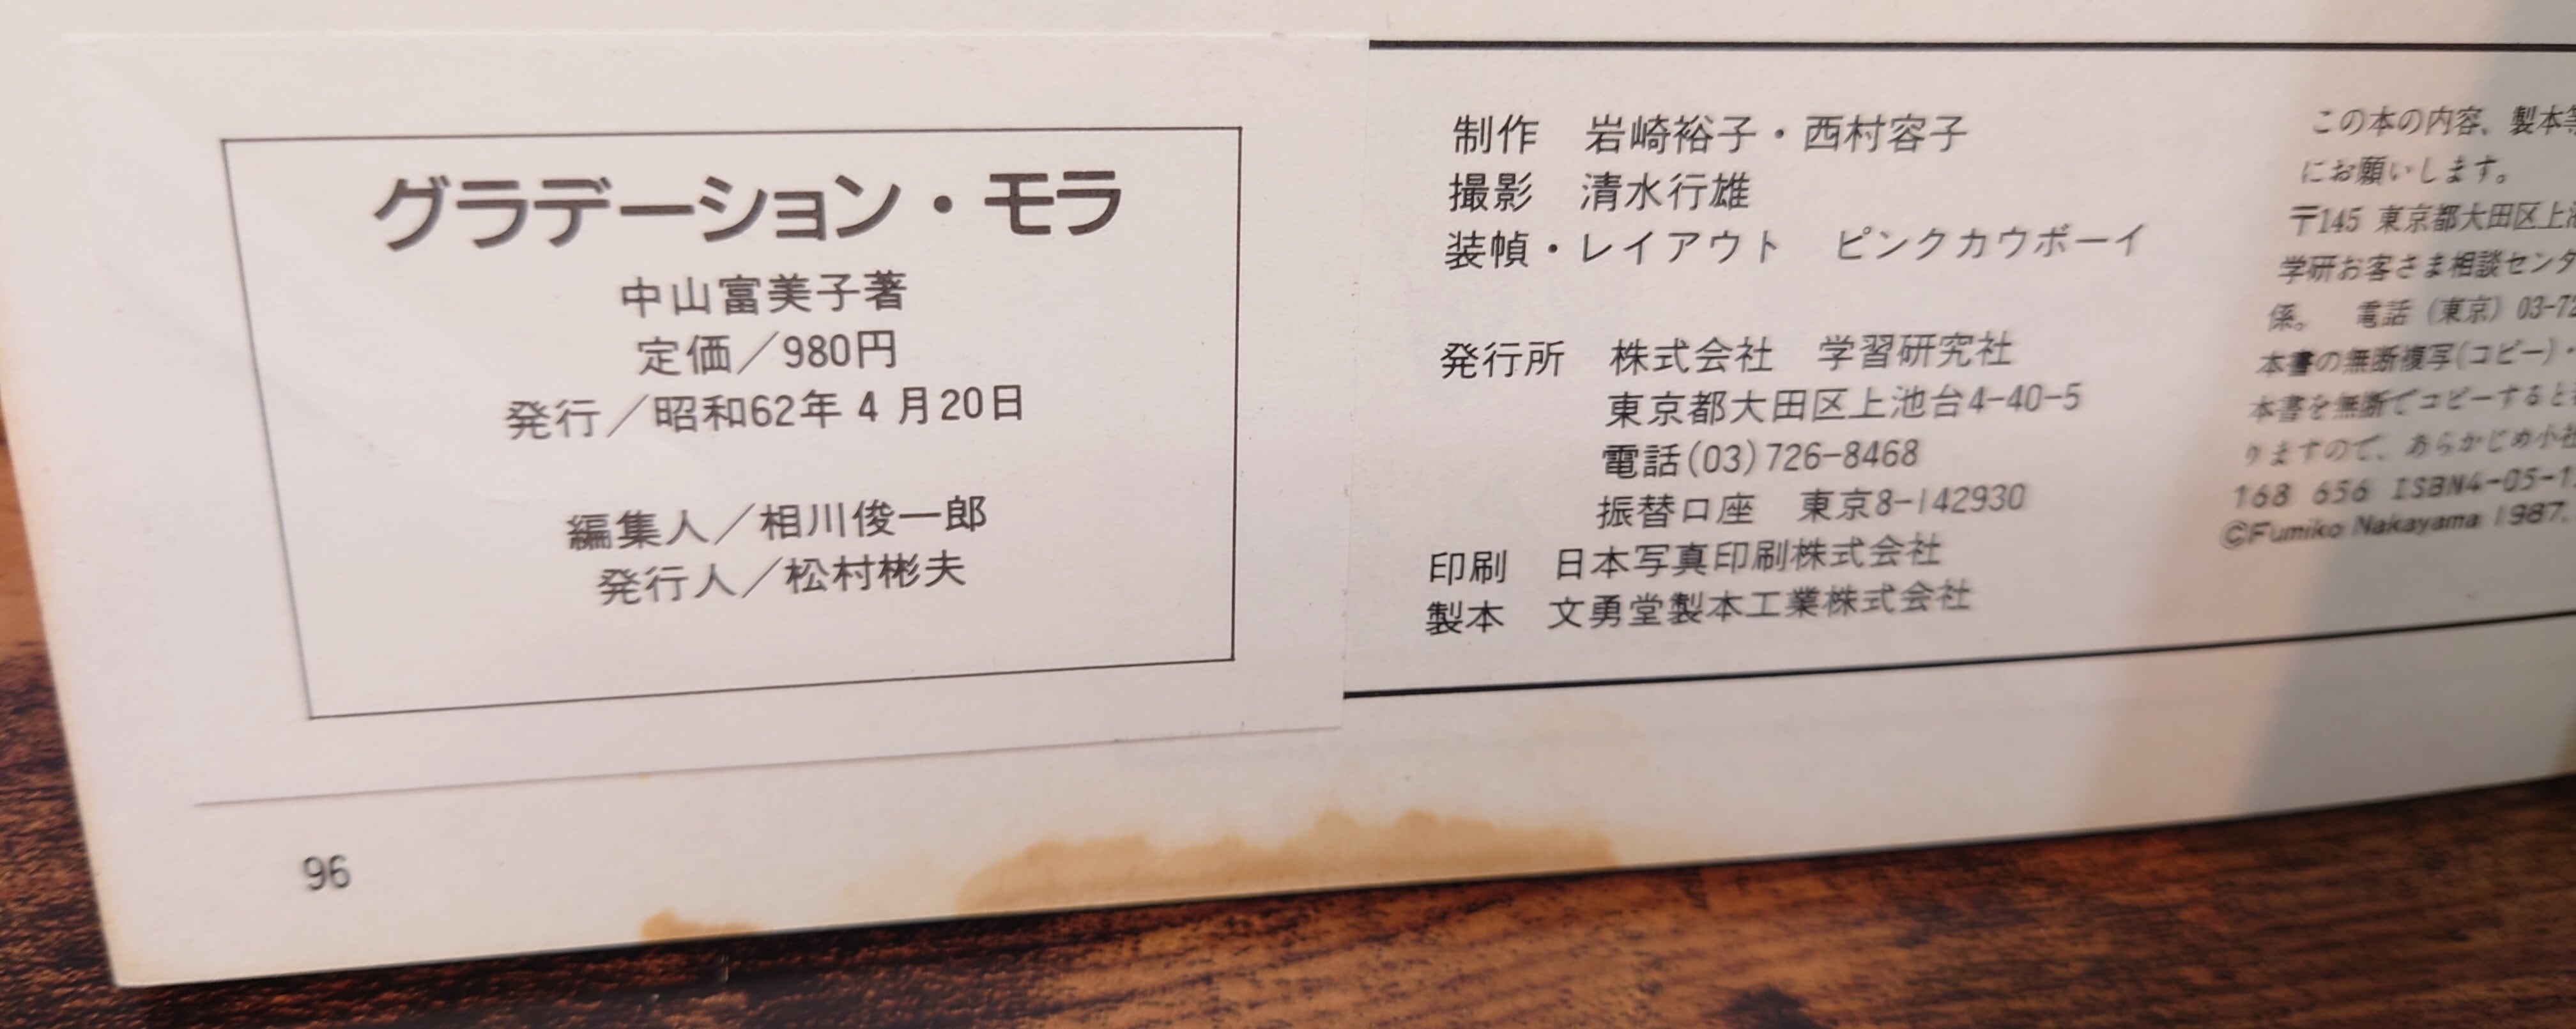 グラデーション・モラ
中山富美子著
定価／980円
発行／昭和62年4月20日
編集人／相川俊一郎
発行人／松村彬夫
制作　岩崎裕子・西村容子
撮影　清水行雄
装幀・レイアウト　ピンクカウボーイ
発行所　株式会社　学習研究社
東京都大田区上池台4-40-5
電話(03)726-8468
振替口座　東京8-142930
印刷　日本写真印刷株式会社
製本　文勇堂製本工業株式会社
この本の内容、製本等
にお願いします。
〒145 東京都大田区上池
学研お客さま相談センタ
係。　電話（東京）03-72
本書の無断複写(コピー)・
本書を無断でコピーすると
りますので、あらかじめ小社
168 656 ISBN4-05-1
©Fumiko Nakayama 1987.
96